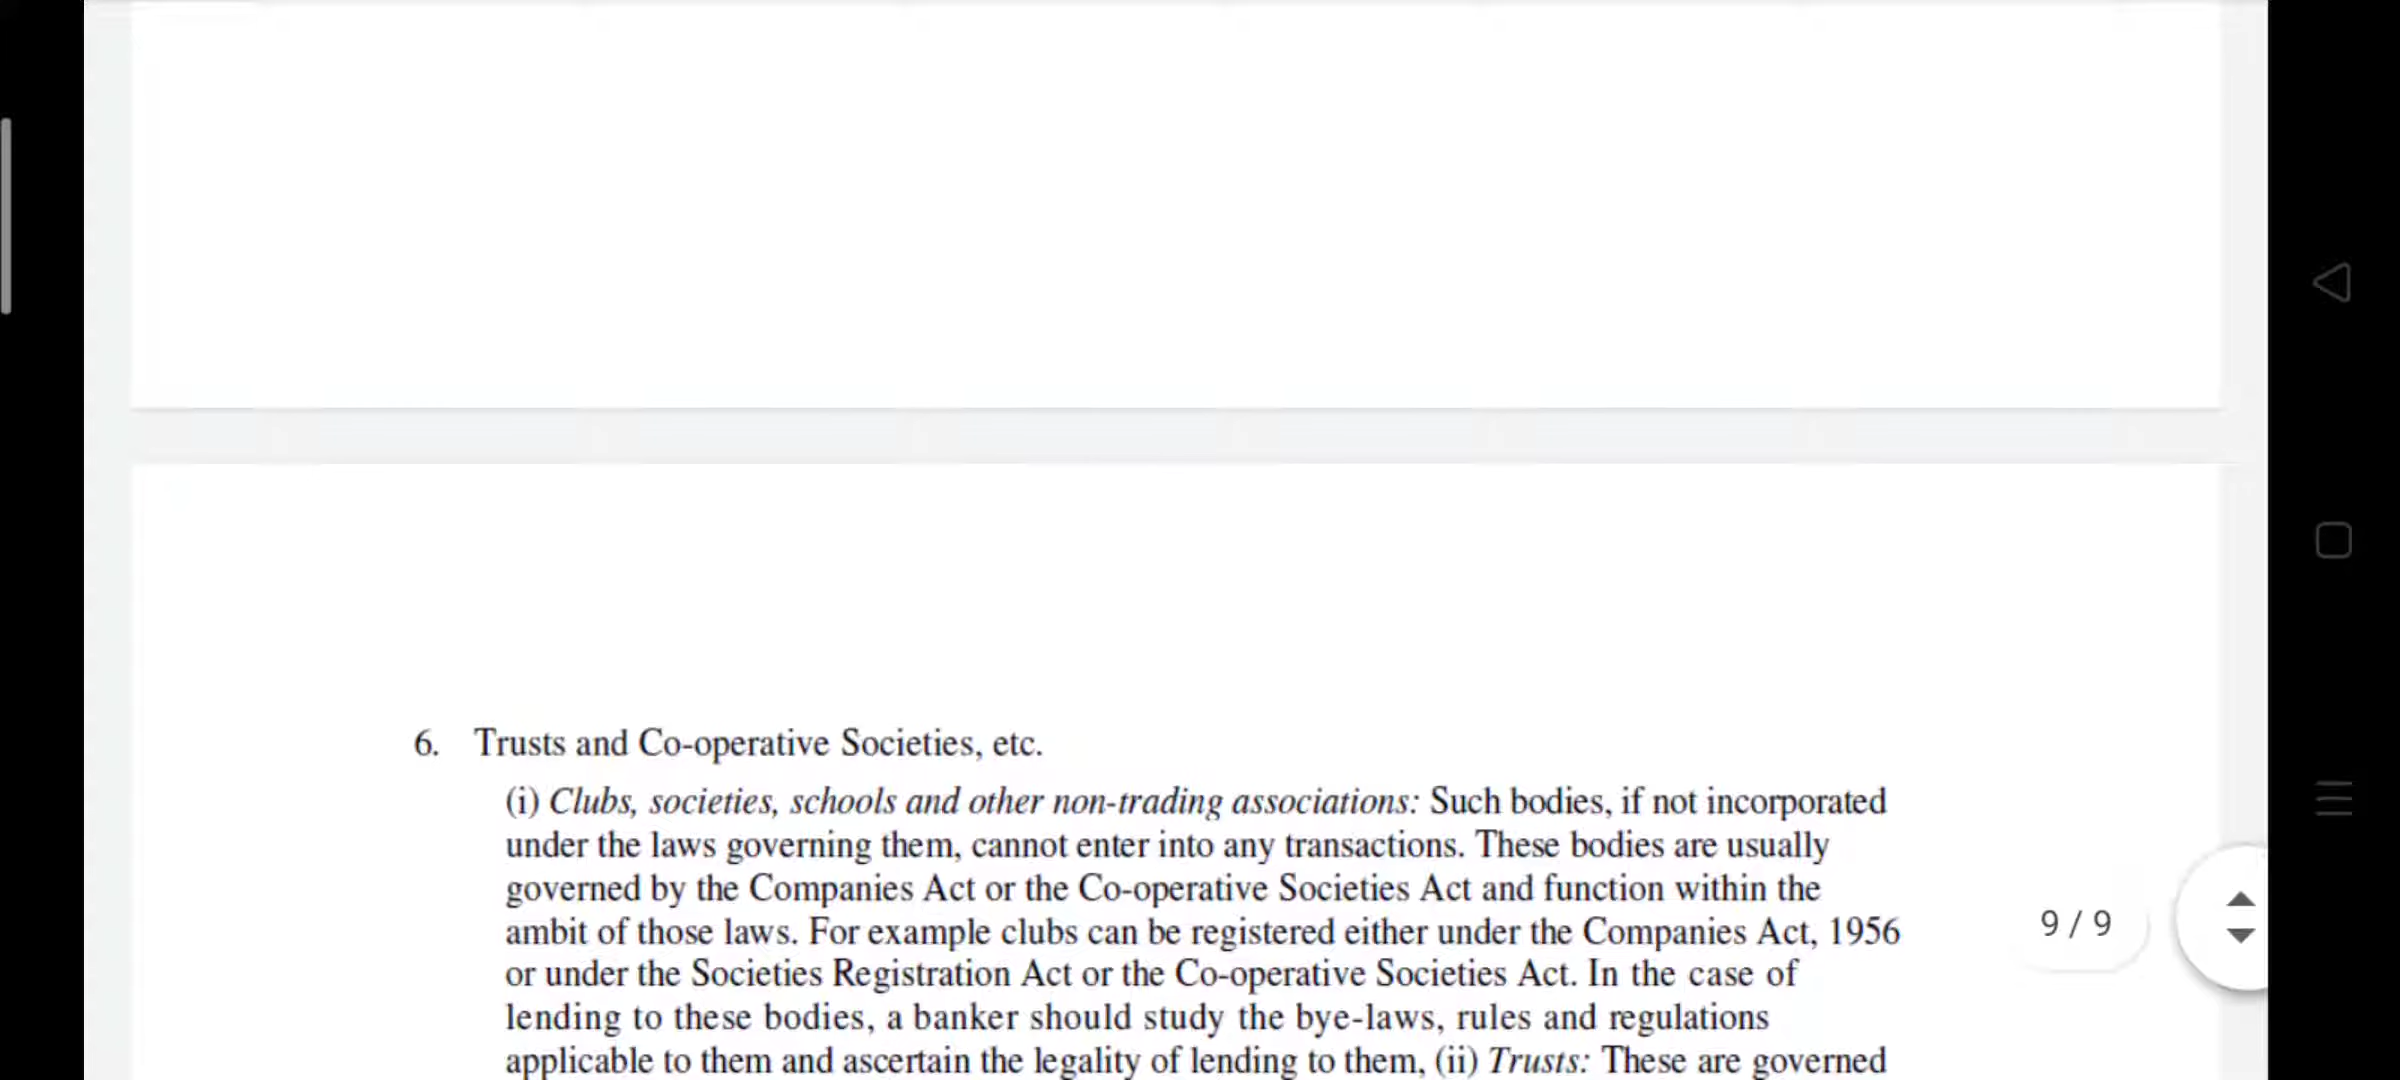 6. Trusts and Co-operative Societies, etc.
(i) Clubs, societies, schools and other non-trading associations: Such bodies, if not incorporated
under the laws governing them, cannot enter into any transactions. These bodies are usually
governed by the Companies Act or the Co-operative Societies Act and function within the
ambit of those laws. For example clubs can be registered either under the Companies Act, 1956
or under the Societies Registration Act or the Co-operative Societies Act. In the case of
lending to these bodies, a banker should study the bye-laws, rules and regulations
applicable to them and ascertain the legality of lending to them, (ii) Trusts: These are governed
9 / 9